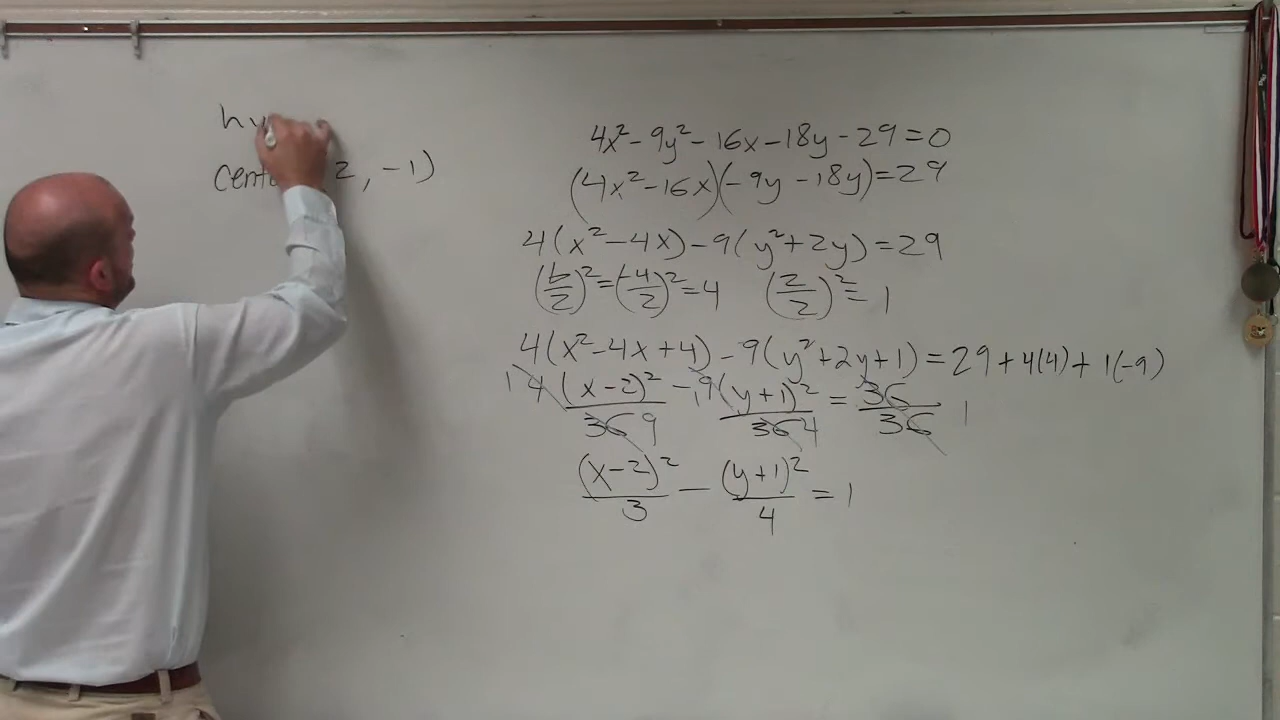 hy
cent 2, -1)
4x² - 9y² - 16x - 18y - 29 = 0
(4x² - 16x)(-9y - 18y) = 29
4(x² - 4x) - 9(y² + 2y) = 29
(b/2)² = (-4/2)² = 4 (2/2)² = 1
4(x² - 4x + 4) - 9(y² + 2y + 1) = 29 + 4(4) + 1(-9)
1 4(x-2)²/36 9 - 1 9(y+1)²/36 4 = 36/36 1
(x-2)²/3 - (y+1)²/4 = 1